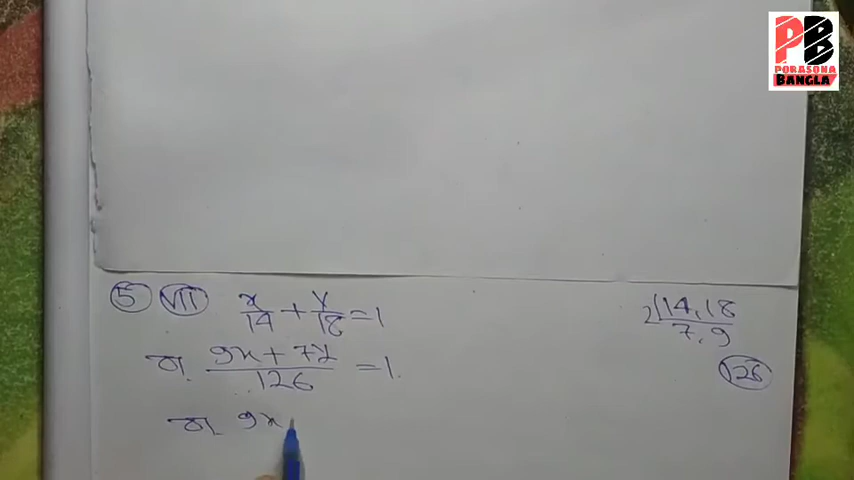 PB
PORASONA
BANGLA
5 VII x/14 + y/18 = 1
বা, 9x + 7y/126 = 1.
বা, 9x
2|14, 18
7, 9
126